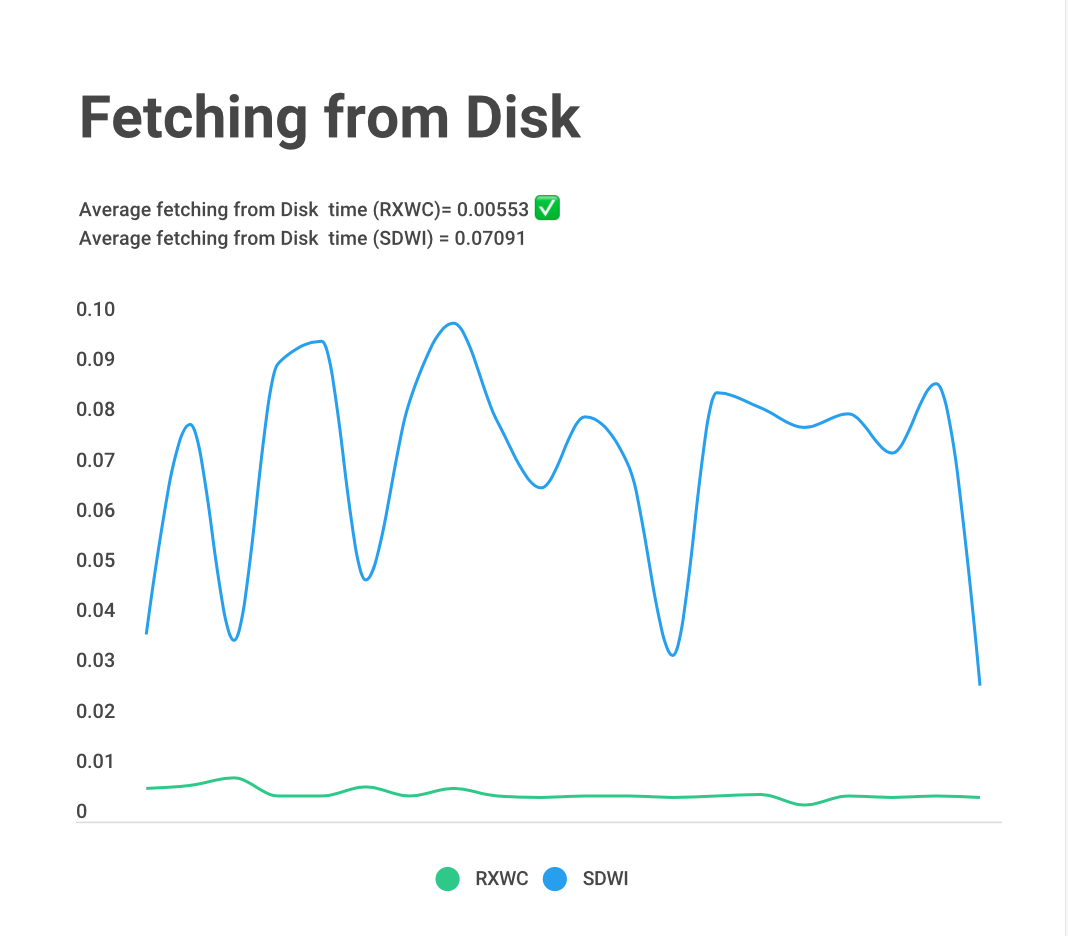 Fetching from Disk
Average fetching from Disk  time (RXWC)= 0.00553 ✅
Average fetching from Disk  time (SDWI) = 0.07091
0.10
0.09
0.08
0.07
0.06
0.05
0.04
0.03
0.02
0.01
0
RXWC SDWI